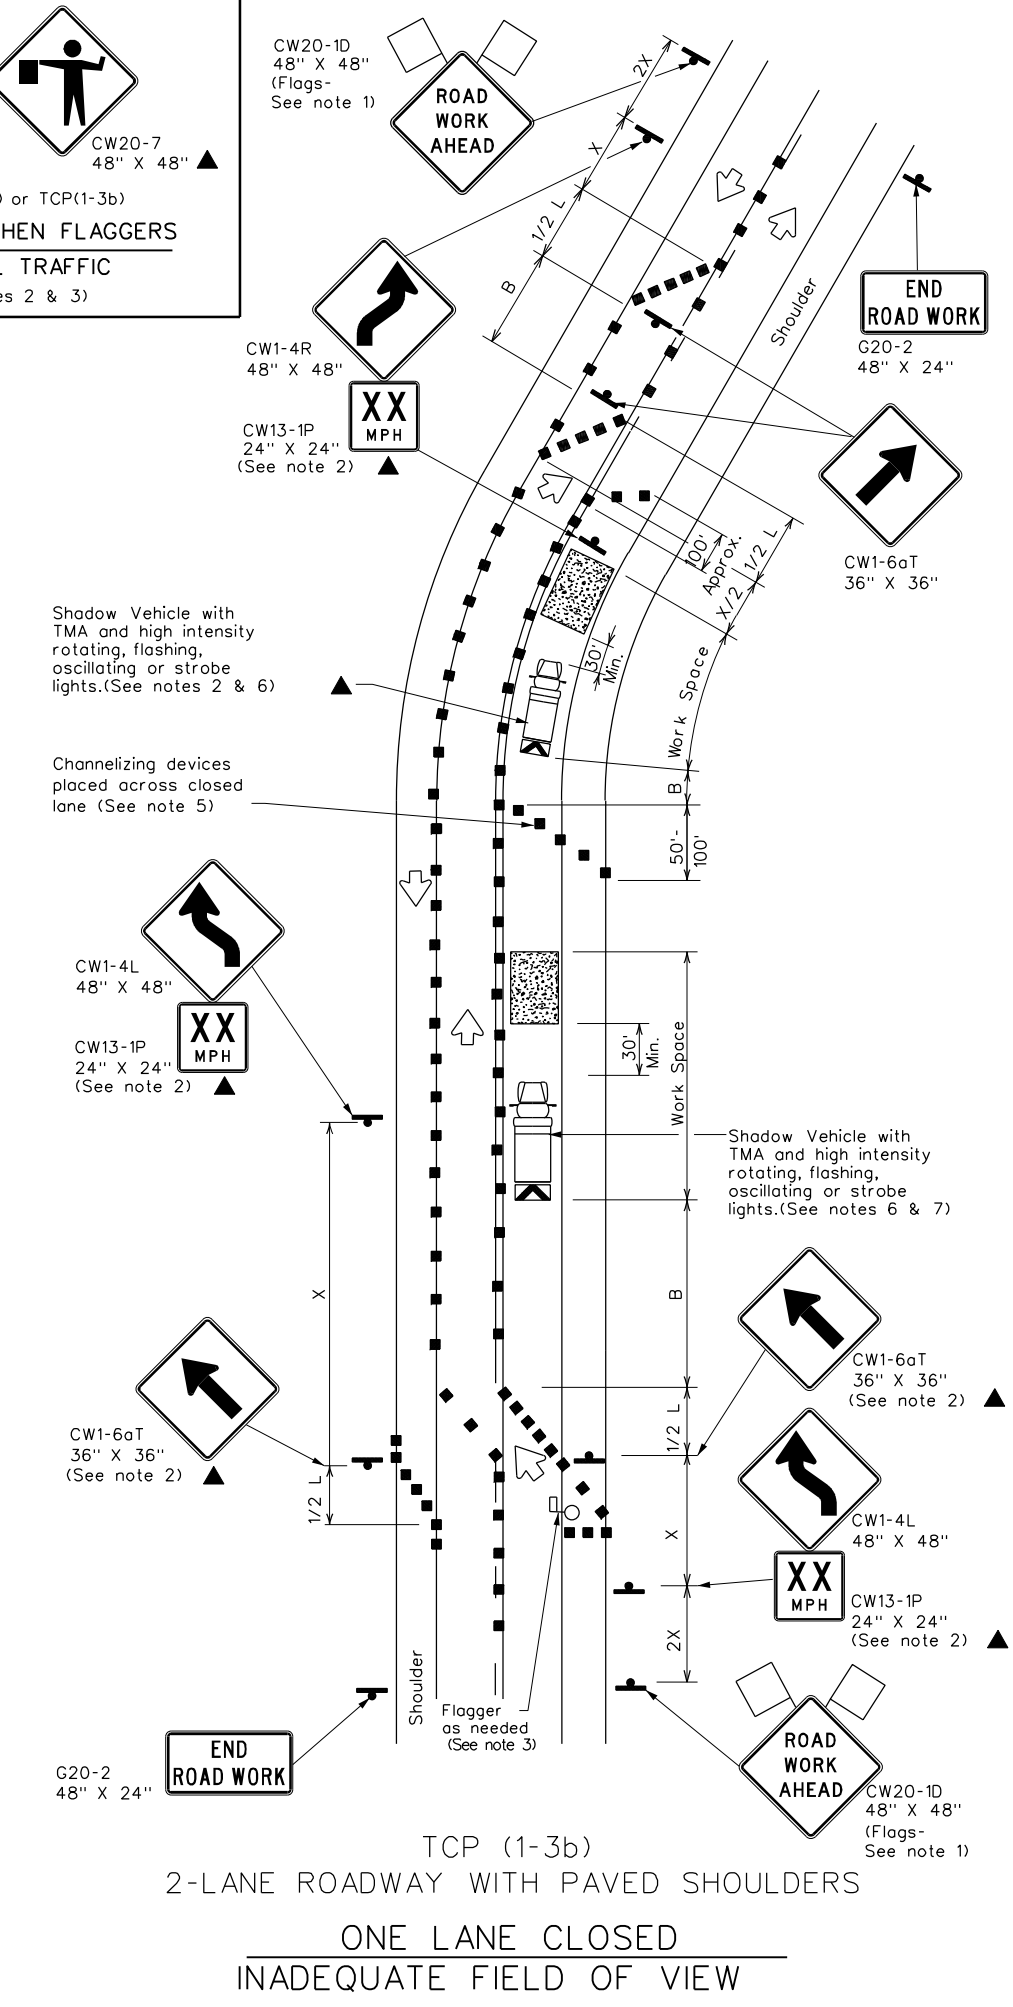 CW20-7
48" X 48"
) or TCP(1-3b)
HEN FLAGGERS
TRAFFIC
es 2 & 3)
CW20-1D
48" X 48"
(Flags-
See note 1)
ROAD
WORK
AHEAD
2X
X
1/2 L
B
END
ROAD WORK
G20-2
48" X 24"
Shoulder
CW1-4R
48" X 48"
XX
MPH
CW13-1P
24" X 24"
(See note 2)
CW1-6aT
36" X 36"
100'
Approx.
1/2 L
X/2
Shadow Vehicle with
TMA and high intensity
rotating, flashing,
oscillating or strobe
lights.(See notes 2 & 6)
30'
Min.
Work Space
B
Channelizing devices
placed across closed
lane (See note 5)
50'-
100'
CW1-4L
48" X 48"
XX
MPH
CW13-1P
24" X 24"
(See note 2)
30'
Min.
Work Space
Shadow Vehicle with
TMA and high intensity
rotating, flashing,
oscillating or strobe
lights.(See notes 6 & 7)
X
B
CW1-6aT
36" X 36"
(See note 2)
1/2 L
CW1-6aT
36" X 36"
(See note 2)
1/2 L
X
CW1-4L
48" X 48"
XX
MPH
CW13-1P
24" X 24"
(See note 2)
2X
Shoulder
Flagger
as needed
(See note 3)
END
ROAD WORK
G20-2
48" X 24"
ROAD
WORK
AHEAD
CW20-1D
48" X 48"
(Flags-
See note 1)
TCP (1-3b)
2-LANE ROADWAY WITH PAVED SHOULDERS
ONE LANE CLOSED
INADEQUATE FIELD OF VIEW